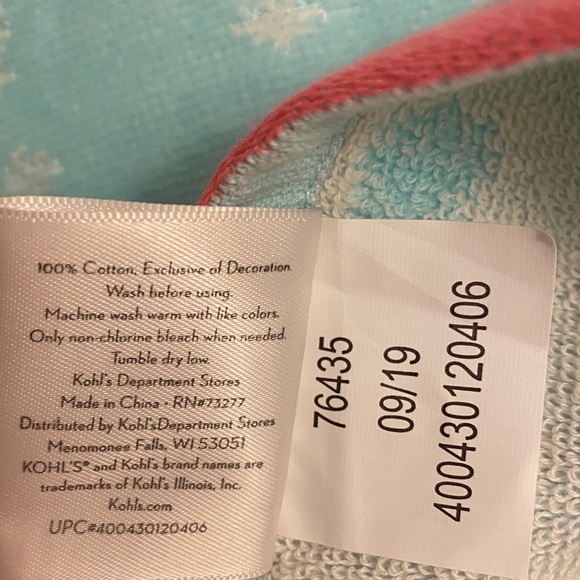 100% Cotton, Exclusive of Decoration.
Wash before using.
Machine wash warm with like colors.
Only non-chlorine bleach when needed.
Tumble dry low.
Kohl's Department Stores
Made in China • RN#73277
Distributed by Kohl'sDepartment Stores
Menomonee Falls, WI 53051
KOHL'S® and Kohl's brand names are
trademarks of Kohl's Illinois, Inc.
Kohls.com
UPC#400430120406
76435
09/19
400430120406